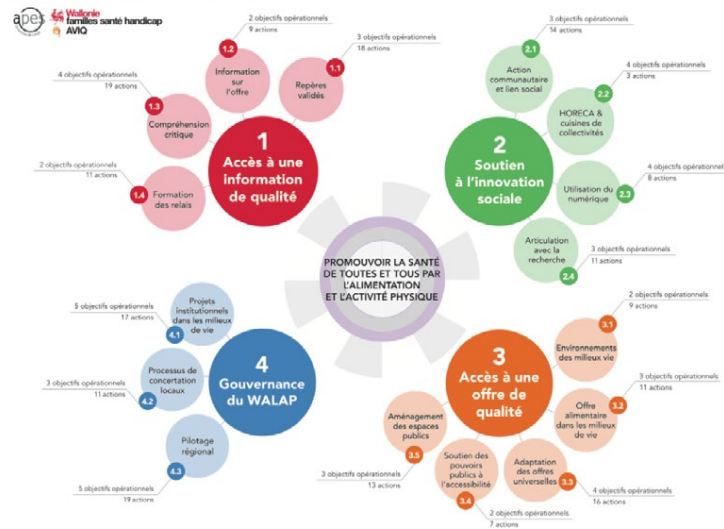 apes
Wallonie
familles santé handicap
AVIQ
2 objectifs opérationnels
9 actions
1.2
Information
sur
l'offre
3 objectifs opérationnels
18 actions
1.1
Repères
validés
4 objectifs opérationnels
19 actions
1.3
Compréhension
critique
2 objectifs opérationnels
11 actions
1.4
Formation
des relais
1
Accès à une
information
de qualité
3 objectifs opérationnels
14 actions
2.1
Action
communautaire
et lien social
4 objectifs opérationnels
3 actions
2.2
HORECA &
cuisines de
collectivités
4 objectifs opérationnels
8 actions
2.3
Utilisation du
numérique
3 objectifs opérationnels
11 actions
2.4
Articulation
avec la
recherche
2
Soutien
à l'innovation
sociale
PROMOUVOIR LA SANTÉ
DE TOUTES ET TOUS PAR
L'ALIMENTATION
ET L'ACTIVITÉ PHYSIQUE
5 objectifs opérationnels
17 actions
4.1
Projets
institutionnels
dans les milieux
de vie
3 objectifs opérationnels
11 actions
4.2
Processus de
concertation
locaux
5 objectifs opérationnels
19 actions
4.3
Pilotage
régional
4
Gouvernance
du WALAP
2 objectifs opérationnels
9 actions
3.1
Environnements
des milieux vie
3 objectifs opérationnels
11 actions
3.2
Offre
alimentaire
dans les milieux
de vie
4 objectifs opérationnels
16 actions
3.3
Adaptation
des offres
universelles
2 objectifs opérationnels
7 actions
3.4
Soutien des
pouvoirs
publics à
l'accessibilité
3 objectifs opérationnels
13 actions
3.5
Aménagement
des espaces
publics
3
Accès à une
offre de
qualité